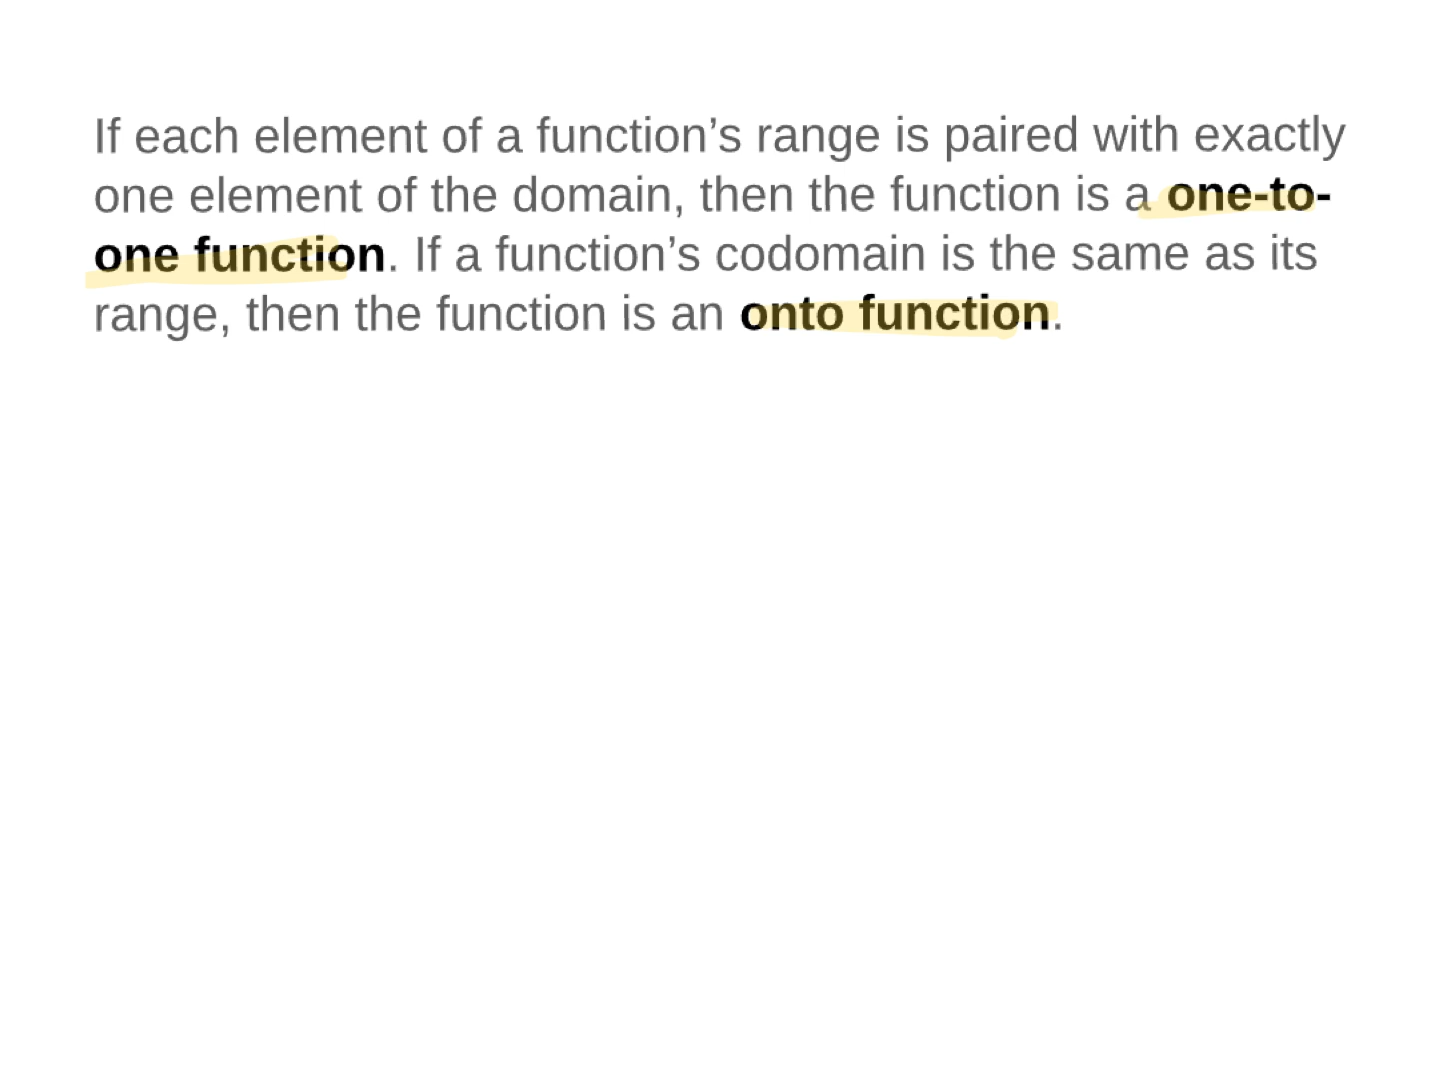 If each element of a function’s range is paired with exactly
one element of the domain, then the function is a one-to-
one function. If a function’s codomain is the same as its
range, then the function is an onto function.